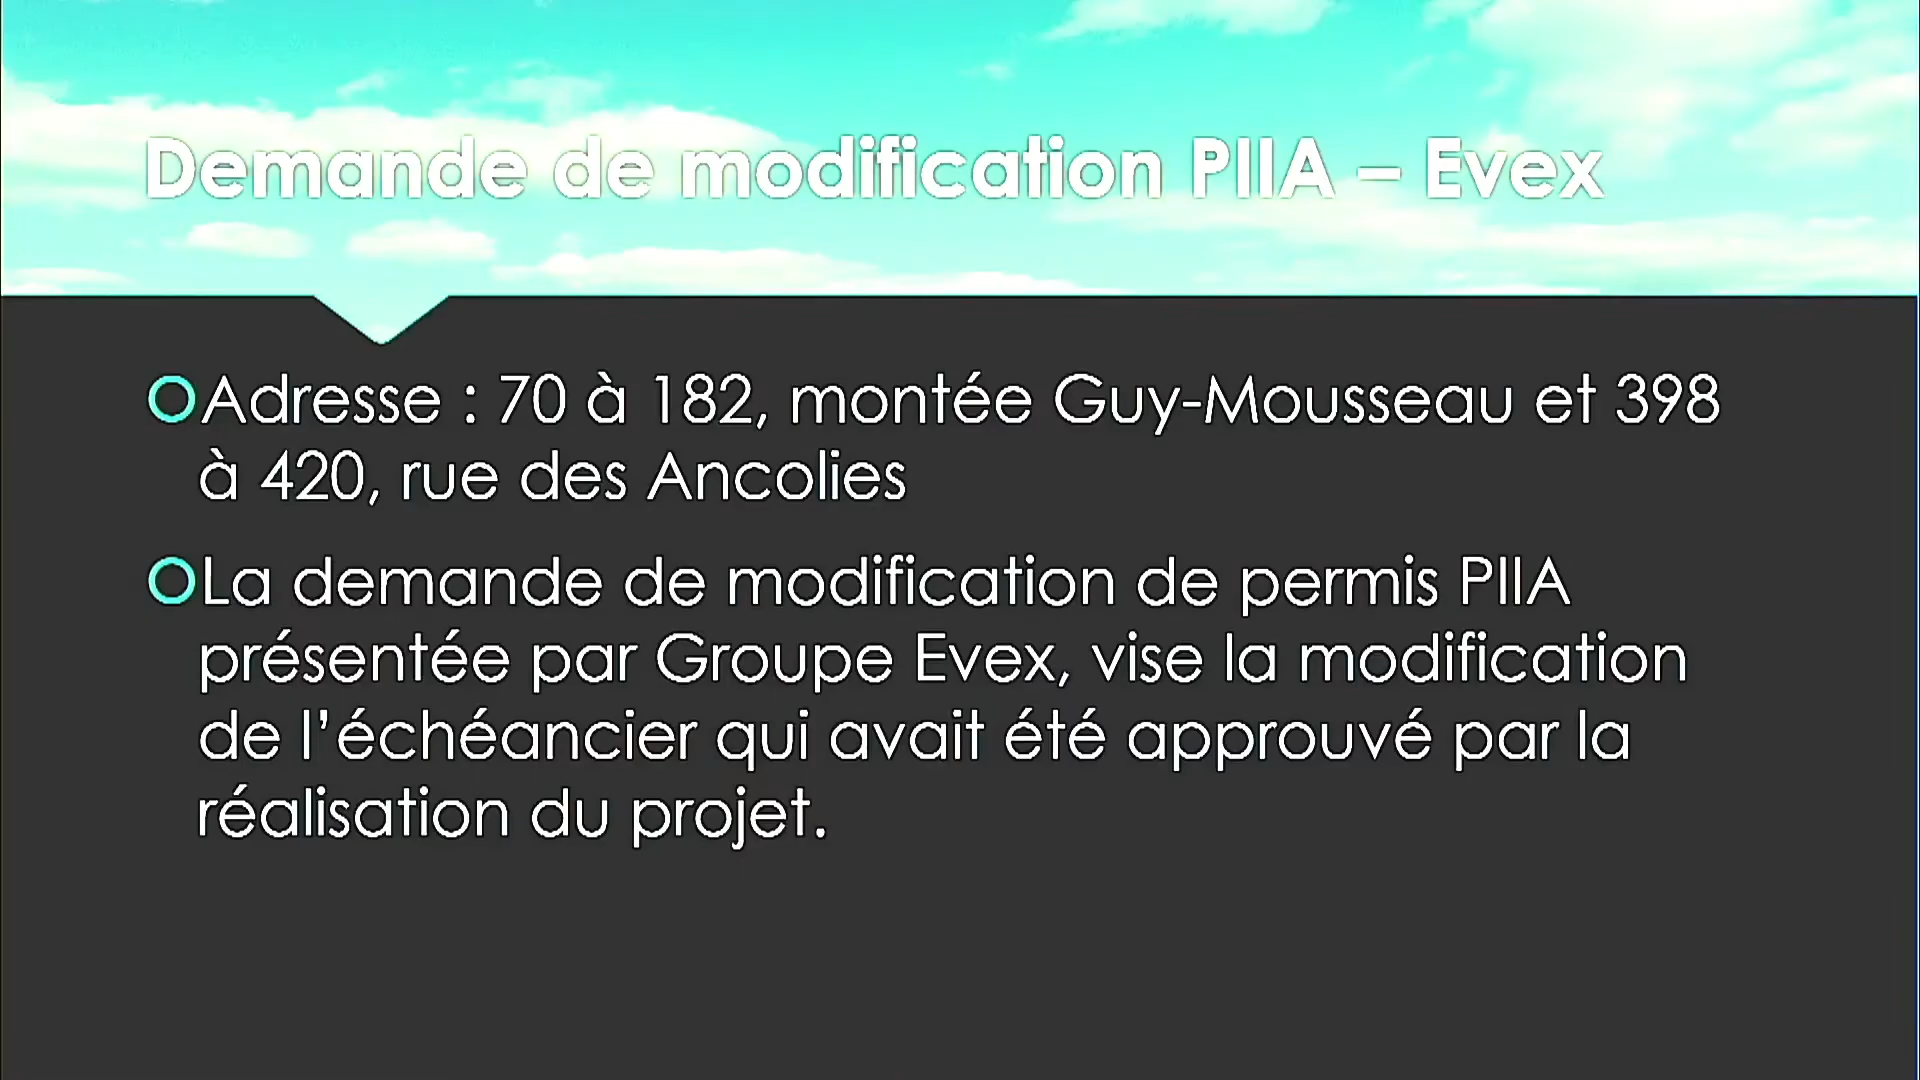 Demande de modification PIIA – Evex
Adresse : 70 à 182, montée Guy-Mousseau et 398
à 420, rue des Ancolies
La demande de modification de permis PIIA
présentée par Groupe Evex, vise la modification
de l’échéancier qui avait été approuvé par la
réalisation du projet.